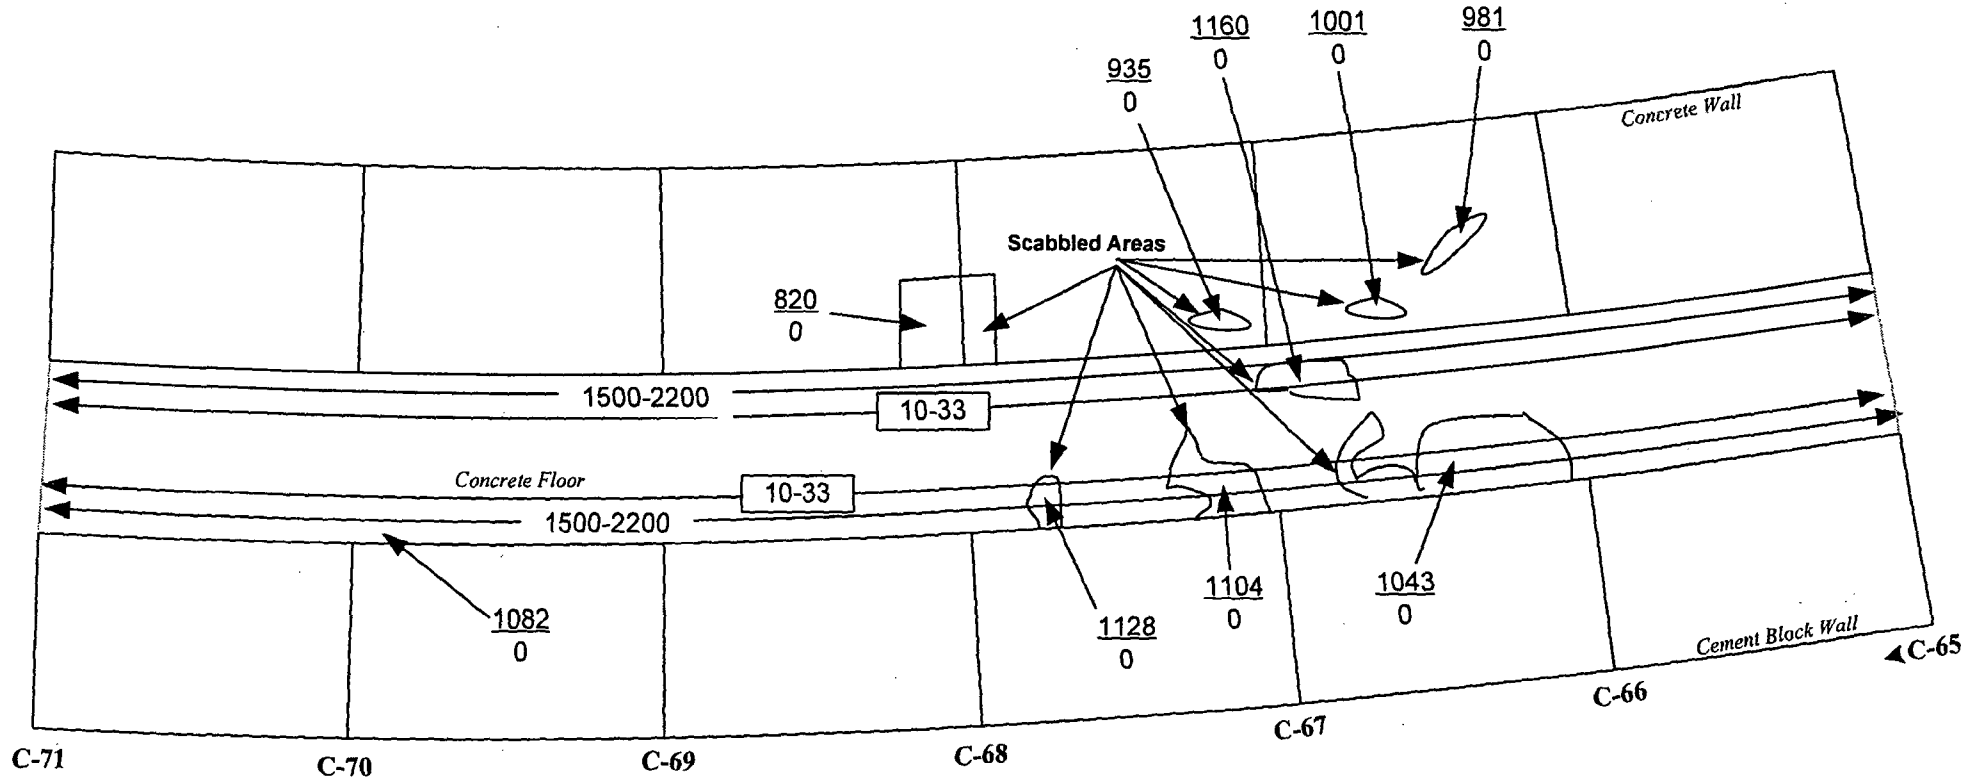 1160
0
1001
0
981
0
935
0
Concrete Wall
Scabbled Areas
820
0
1500-2200
10-33
Concrete Floor
10-33
1500-2200
1082
0
1128
0
1104
0
1043
0
Cement Block Wall
C-65
C-66
C-67
C-68
C-69
C-70
C-71